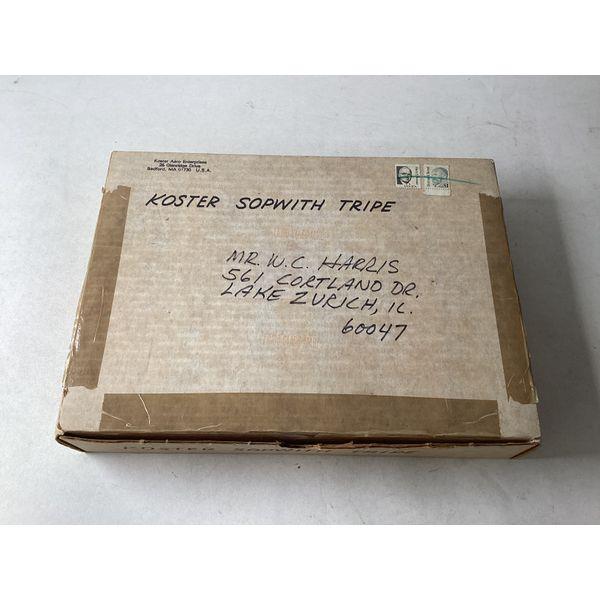 Koster Aero Enterprises
25 Glenridge Drive
Bedford, MA 01730 U.S.A.
KOSTER SOPWITH TRIPE
MR. W.C. HARRIS
561 CORTLAND DR.
LAKE ZURICH, IL.
60047
KOSTER SOPWITH TRIPE